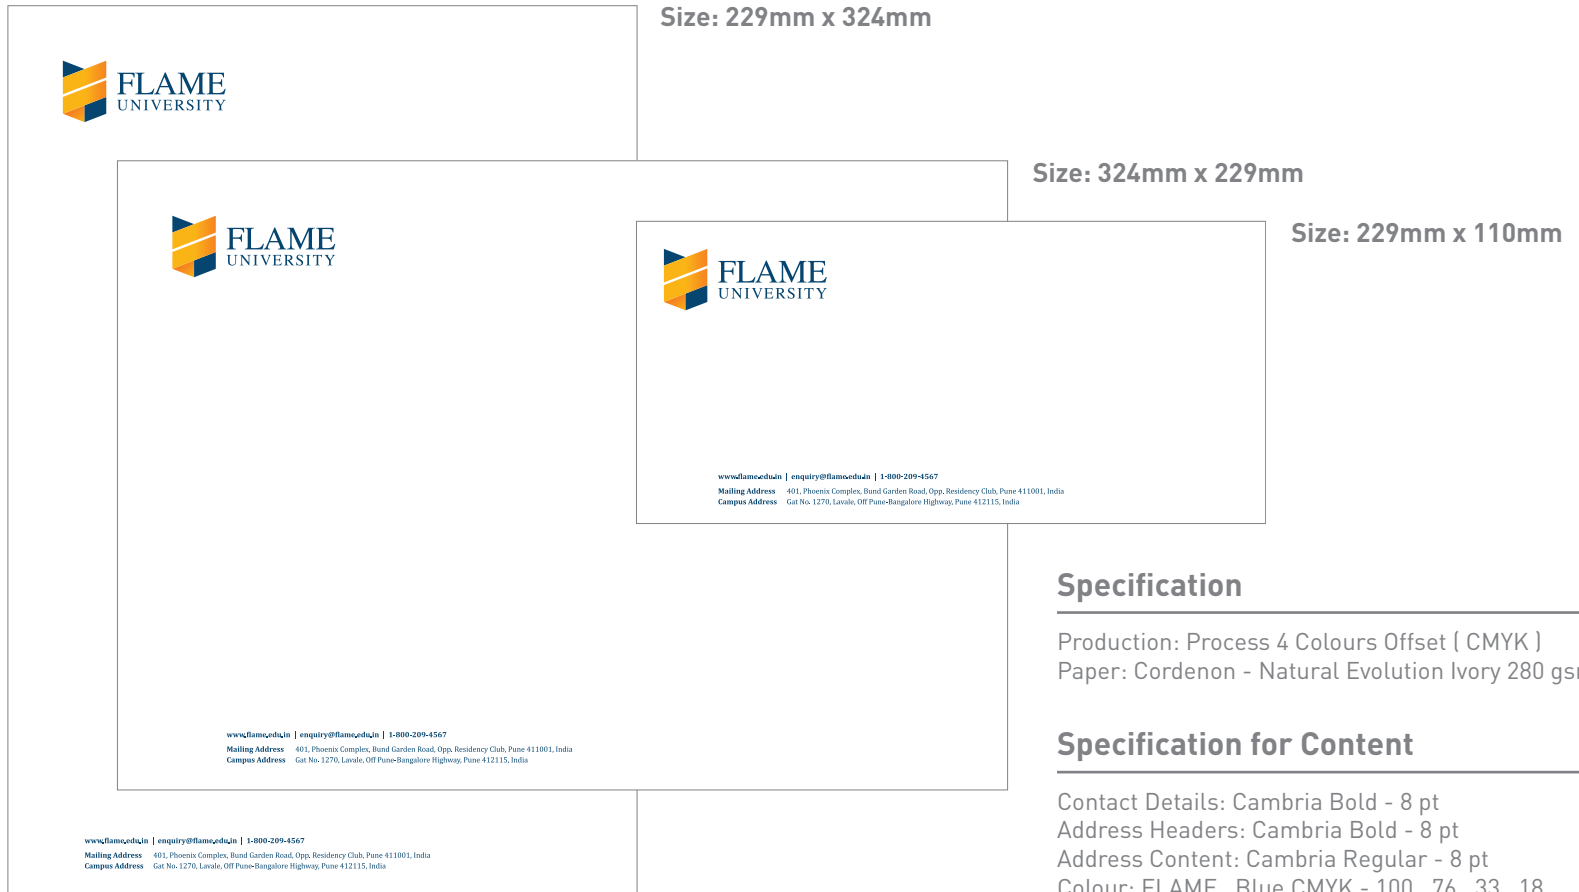 Size: 229mm x 324mm
FLAME
UNIVERSITY
Size: 324mm x 229mm
FLAME
UNIVERSITY
Size: 229mm x 110mm
FLAME
UNIVERSITY
www.flame.edu.in | enquiry@flame.edu.in | 1-800-209-4567
Mailing Address 401, Phoenix Complex, Bund Garden Road, Opp. Residency Club, Pune 411001, India
Campus Address Gat No. 1270, Lavale, Off Pune-Bangalore Highway, Pune 412115, India
www.flame.edu.in | enquiry@flame.edu.in | 1-800-209-4567
Mailing Address 401, Phoenix Complex, Bund Garden Road, Opp. Residency Club, Pune 411001, India
Campus Address Gat No. 1270, Lavale, Off Pune-Bangalore Highway, Pune 412115, India
www.flame.edu.in | enquiry@flame.edu.in | 1-800-209-4567
Mailing Address 401, Phoenix Complex, Bund Garden Road, Opp. Residency Club, Pune 411001, India
Campus Address Gat No. 1270, Lavale, Off Pune-Bangalore Highway, Pune 412115, India
Specification
Production: Process 4 Colours Offset ( CMYK )
Paper: Cordenon - Natural Evolution Ivory 280
Specification for Content
Contact Details: Cambria Bold - 8 pt
Address Headers: Cambria Bold - 8 pt
Address Content: Cambria Regular - 8 pt
Colour: FLAME Blue CMYK - 100 76 33 18